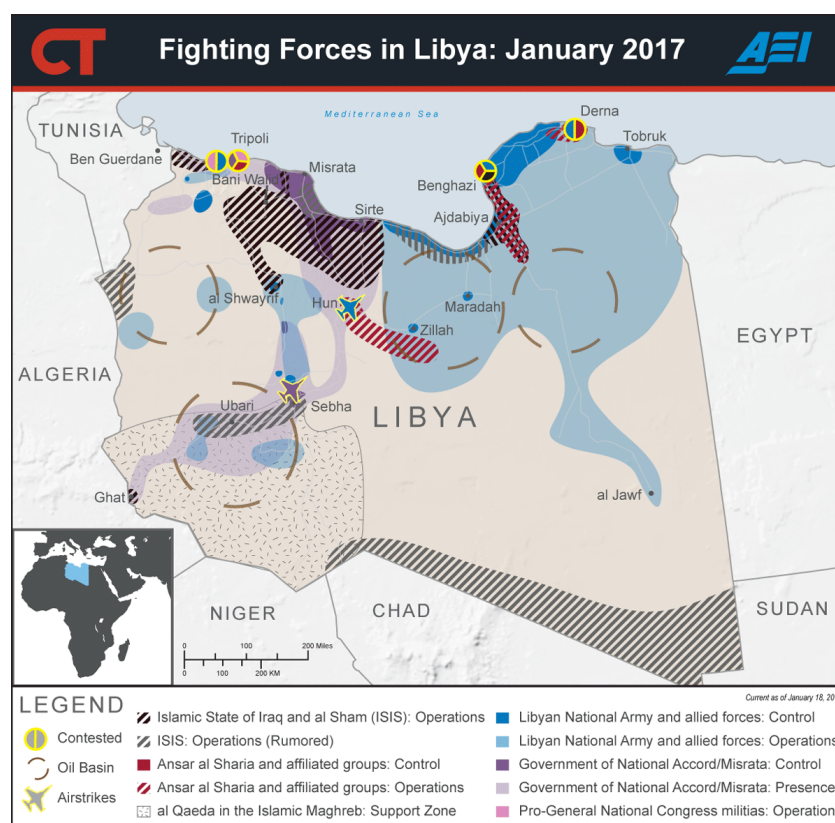 CT
Fighting Forces in Libya: January 2017
AEI
Mediterranean Sea
TUNISIA
Ben Guerdane
Tripoli
Bani Walid
Misrata
Sirte
Benghazi
Ajdabiya
Derna
Tobruk
al Shwayrif
Hun
Zillah
Maradah
ALGERIA
EGYPT
Ubari
Sebha
LIBYA
Ghat
al Jawf
NIGER
CHAD
SUDAN
0 100 200 Miles
0 100 200 KM
Current as of January 18, 20
LEGEND
Contested
Oil Basin
Airstrikes
Islamic State of Iraq and al Sham (ISIS): Operations
ISIS: Operations (Rumored)
Ansar al Sharia and affiliated groups: Control
Ansar al Sharia and affiliated groups: Operations
al Qaeda in the Islamic Maghreb: Support Zone
Libyan National Army and allied forces: Control
Libyan National Army and allied forces: Operations
Government of National Accord/Misrata: Control
Government of National Accord/Misrata: Presence
Pro-General National Congress militias: Operation